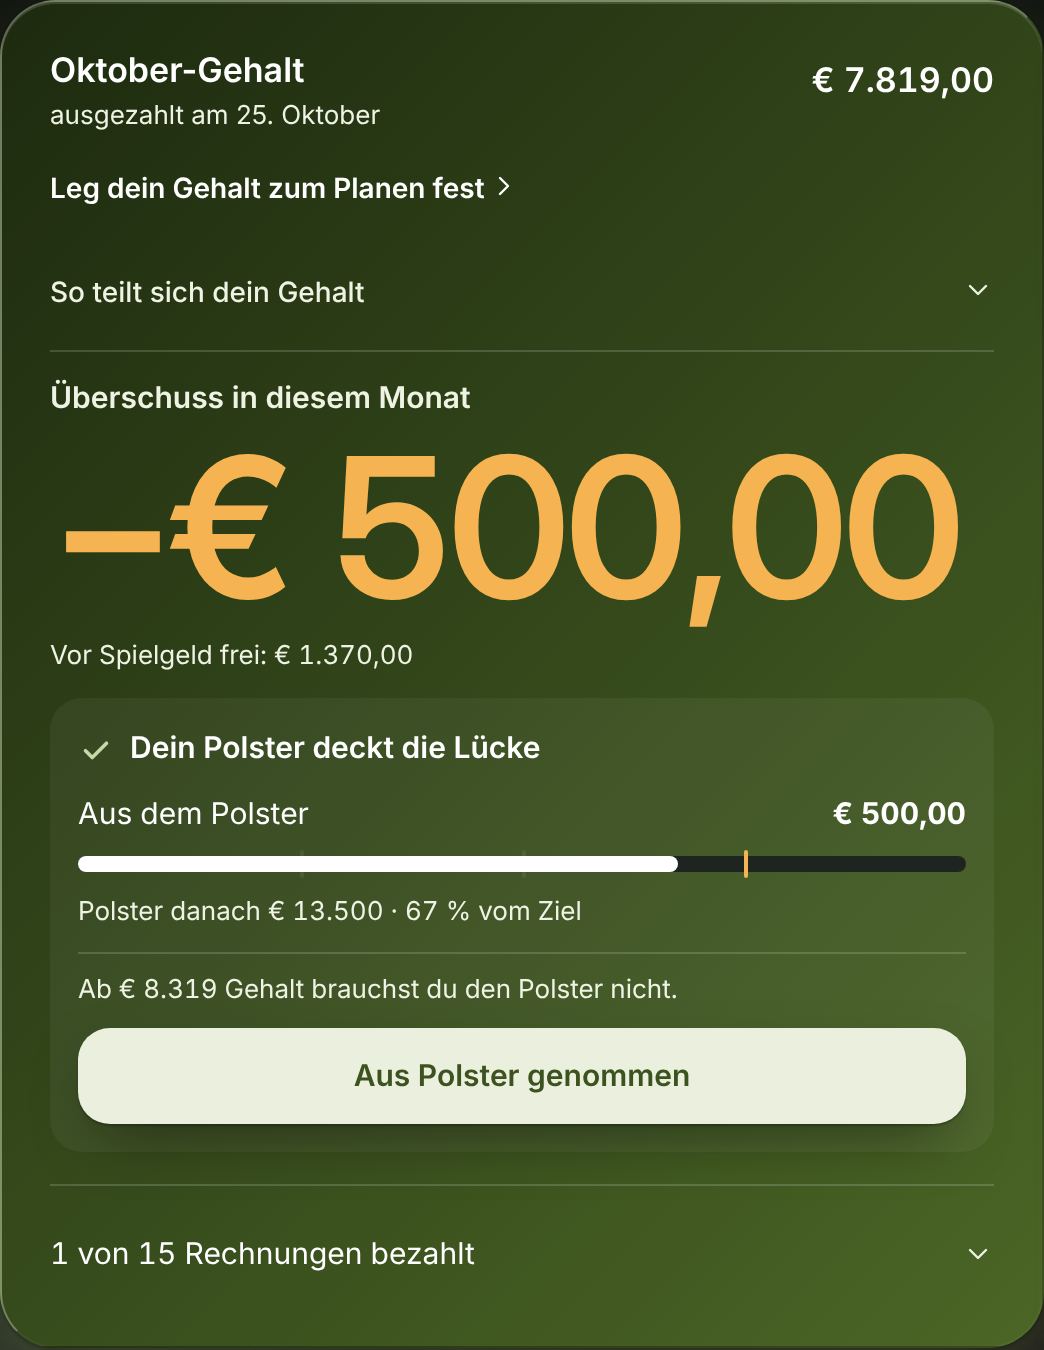 Oktober-Gehalt
€ 7.819,00
ausgezahlt am 25. Oktober
Leg dein Gehalt zum Planen fest
So teilt sich dein Gehalt
Überschuss in diesem Monat
–€ 500,00
Vor Spielgeld frei: € 1.370,00
Dein Polster deckt die Lücke
Aus dem Polster € 500,00
Polster danach € 13.500 · 67 % vom Ziel
Ab € 8.319 Gehalt brauchst du den Polster nicht.
Aus Polster genommen
1 von 15 Rechnungen bezahlt